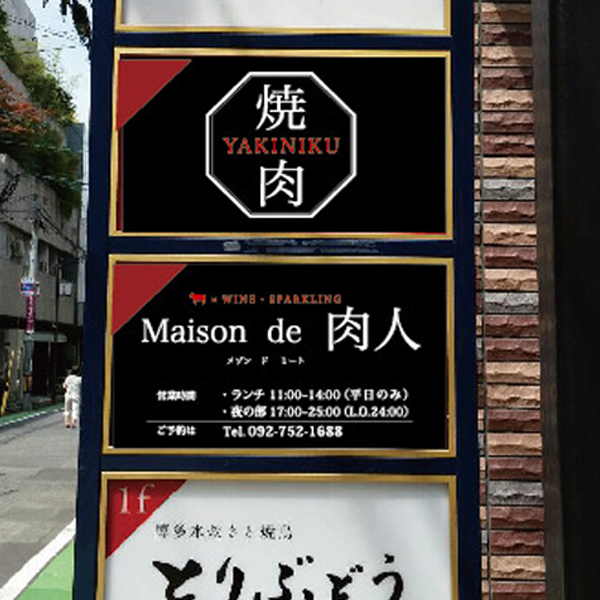 焼
YAKINIKU
肉
× WINE × SPARKLING
Maison de 肉人
メゾン ド ミート
営業時間 ・ランチ 11:00-14:00（平日のみ）
・夜の部 17:00-25:00（L.O.24:00）
ご予約は Tel. 092-752-1688
1f
博多水炊きと焼鳥
とりぶどう